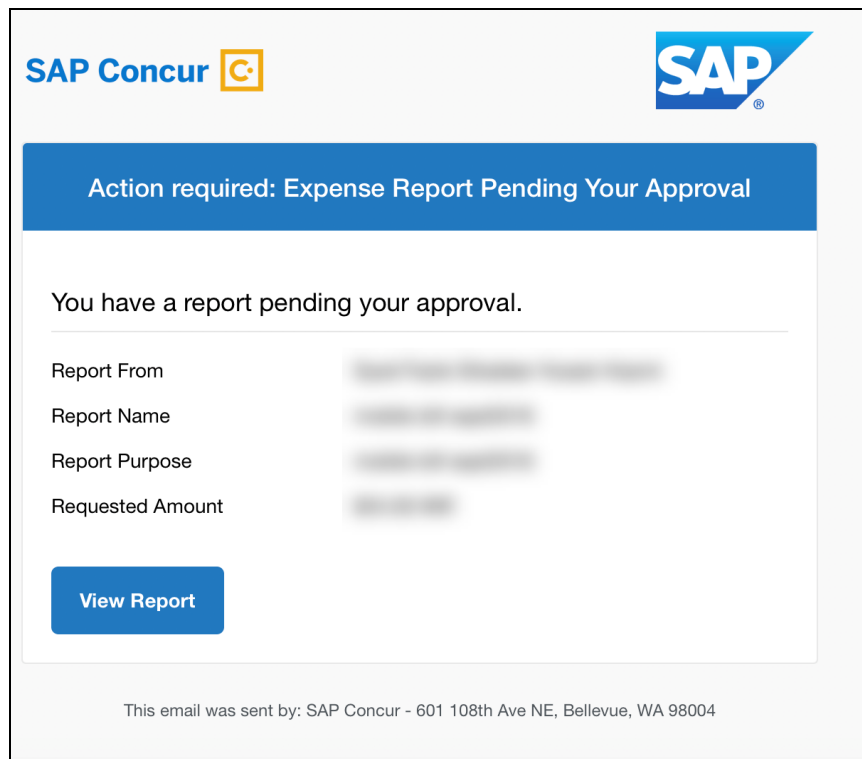 SAP Concur C
SAP ®
Action required: Expense Report Pending Your Approval
You have a report pending your approval.
Report From
Report Name
Report Purpose
Requested Amount
View Report
This email was sent by: SAP Concur - 601 108th Ave NE, Bellevue, WA 98004